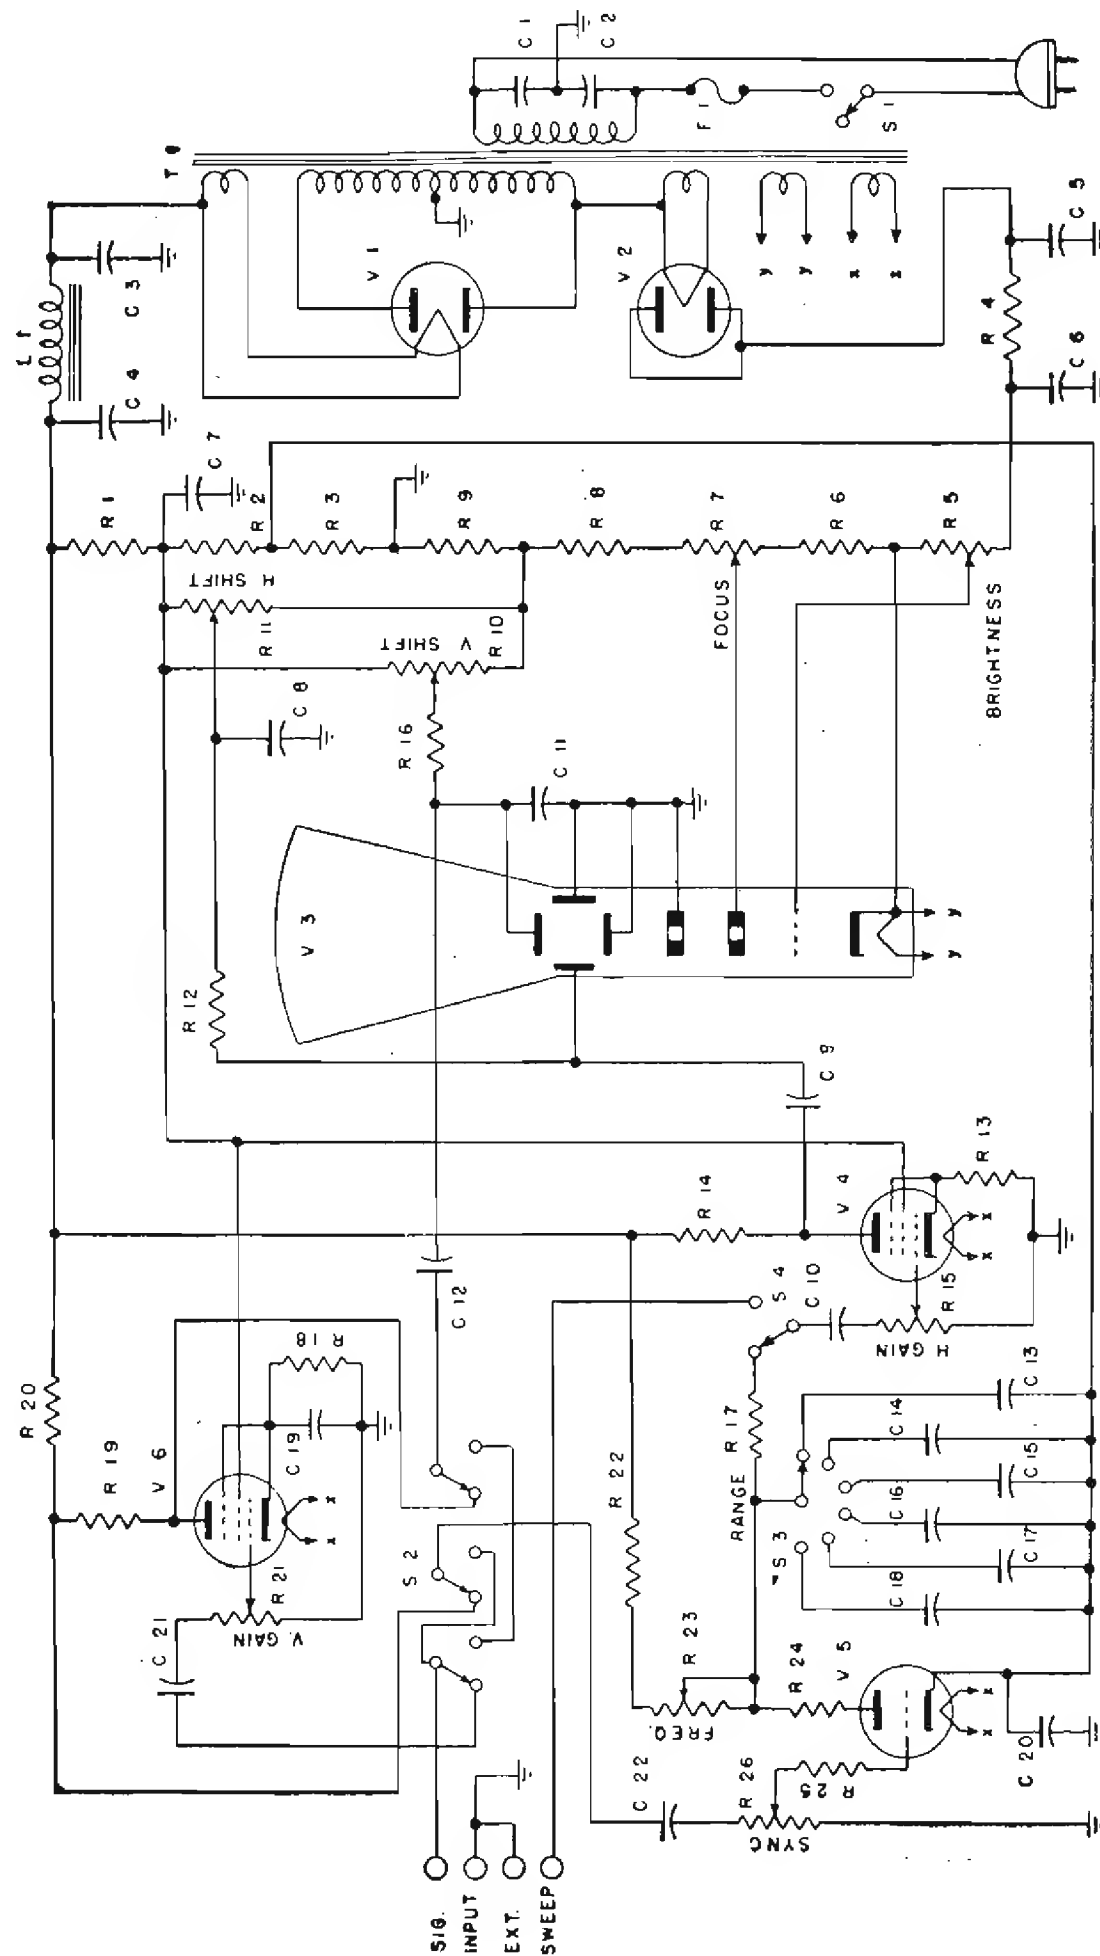 C 1
C 2
F 1
S 1
T 1
V 1
V 2
y
y
x
x
L 1
C 3
C 4
C 5
R 4
C 6
R 1
C 7
R 2
R 3
R 9
R 8
R 7
R 6
R 5
H SHIFT
R 11
V SHIFT
R 10
FOCUS
BRIGHTNESS
C 8
R 16
C 11
V 3
y
y
R 12
C 9
R 14
V 4
R 13
x
x
C 12
S 4
C 10
R 15
H GAIN
R 20
R 19
V 6
R 18
C 19
x
x
R 21
V. GAIN
C 21
S 2
R 17
R 22
RANGE
S 3
C 13
C 14
C 15
C 16
C 17
C 18
R 23
FREQ.
R 24
V 5
x
x
R 25
R 26
SYNC
C 22
C 20
SIG.
INPUT
EXT.
SWEEP